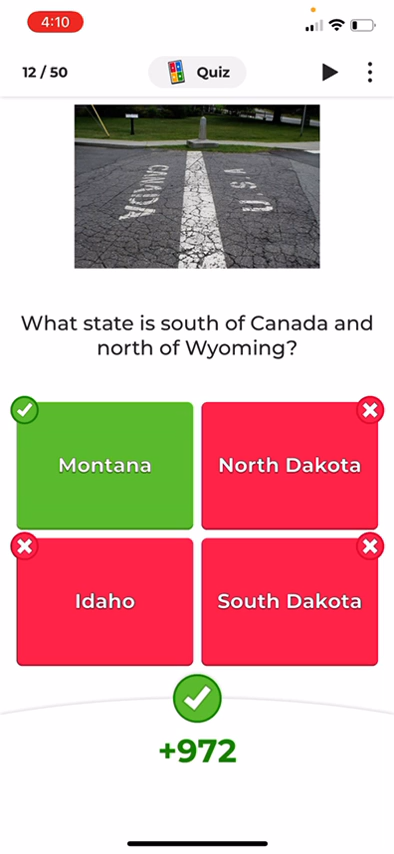 4:10
12 / 50
Quiz
CANADA
U.S.A
What state is south of Canada and
north of Wyoming?
Montana
North Dakota
Idaho
South Dakota
+972